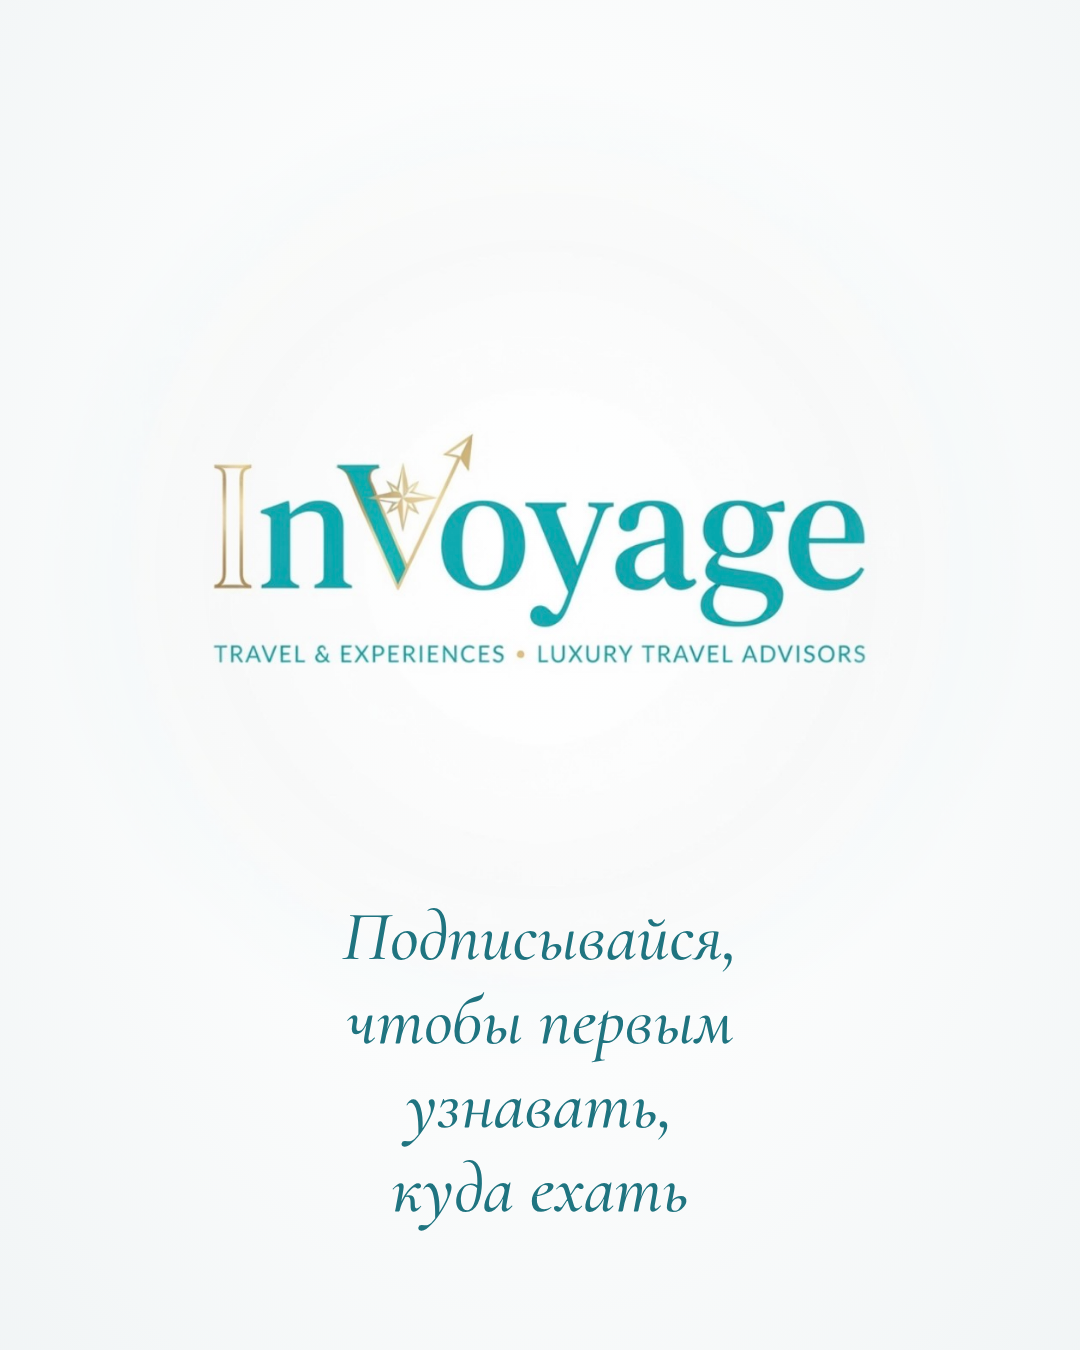 InVoyage
TRAVEL & EXPERIENCES • LUXURY TRAVEL ADVISORS
Подписывайся,
чтобы первым
узнавать,
куда ехать